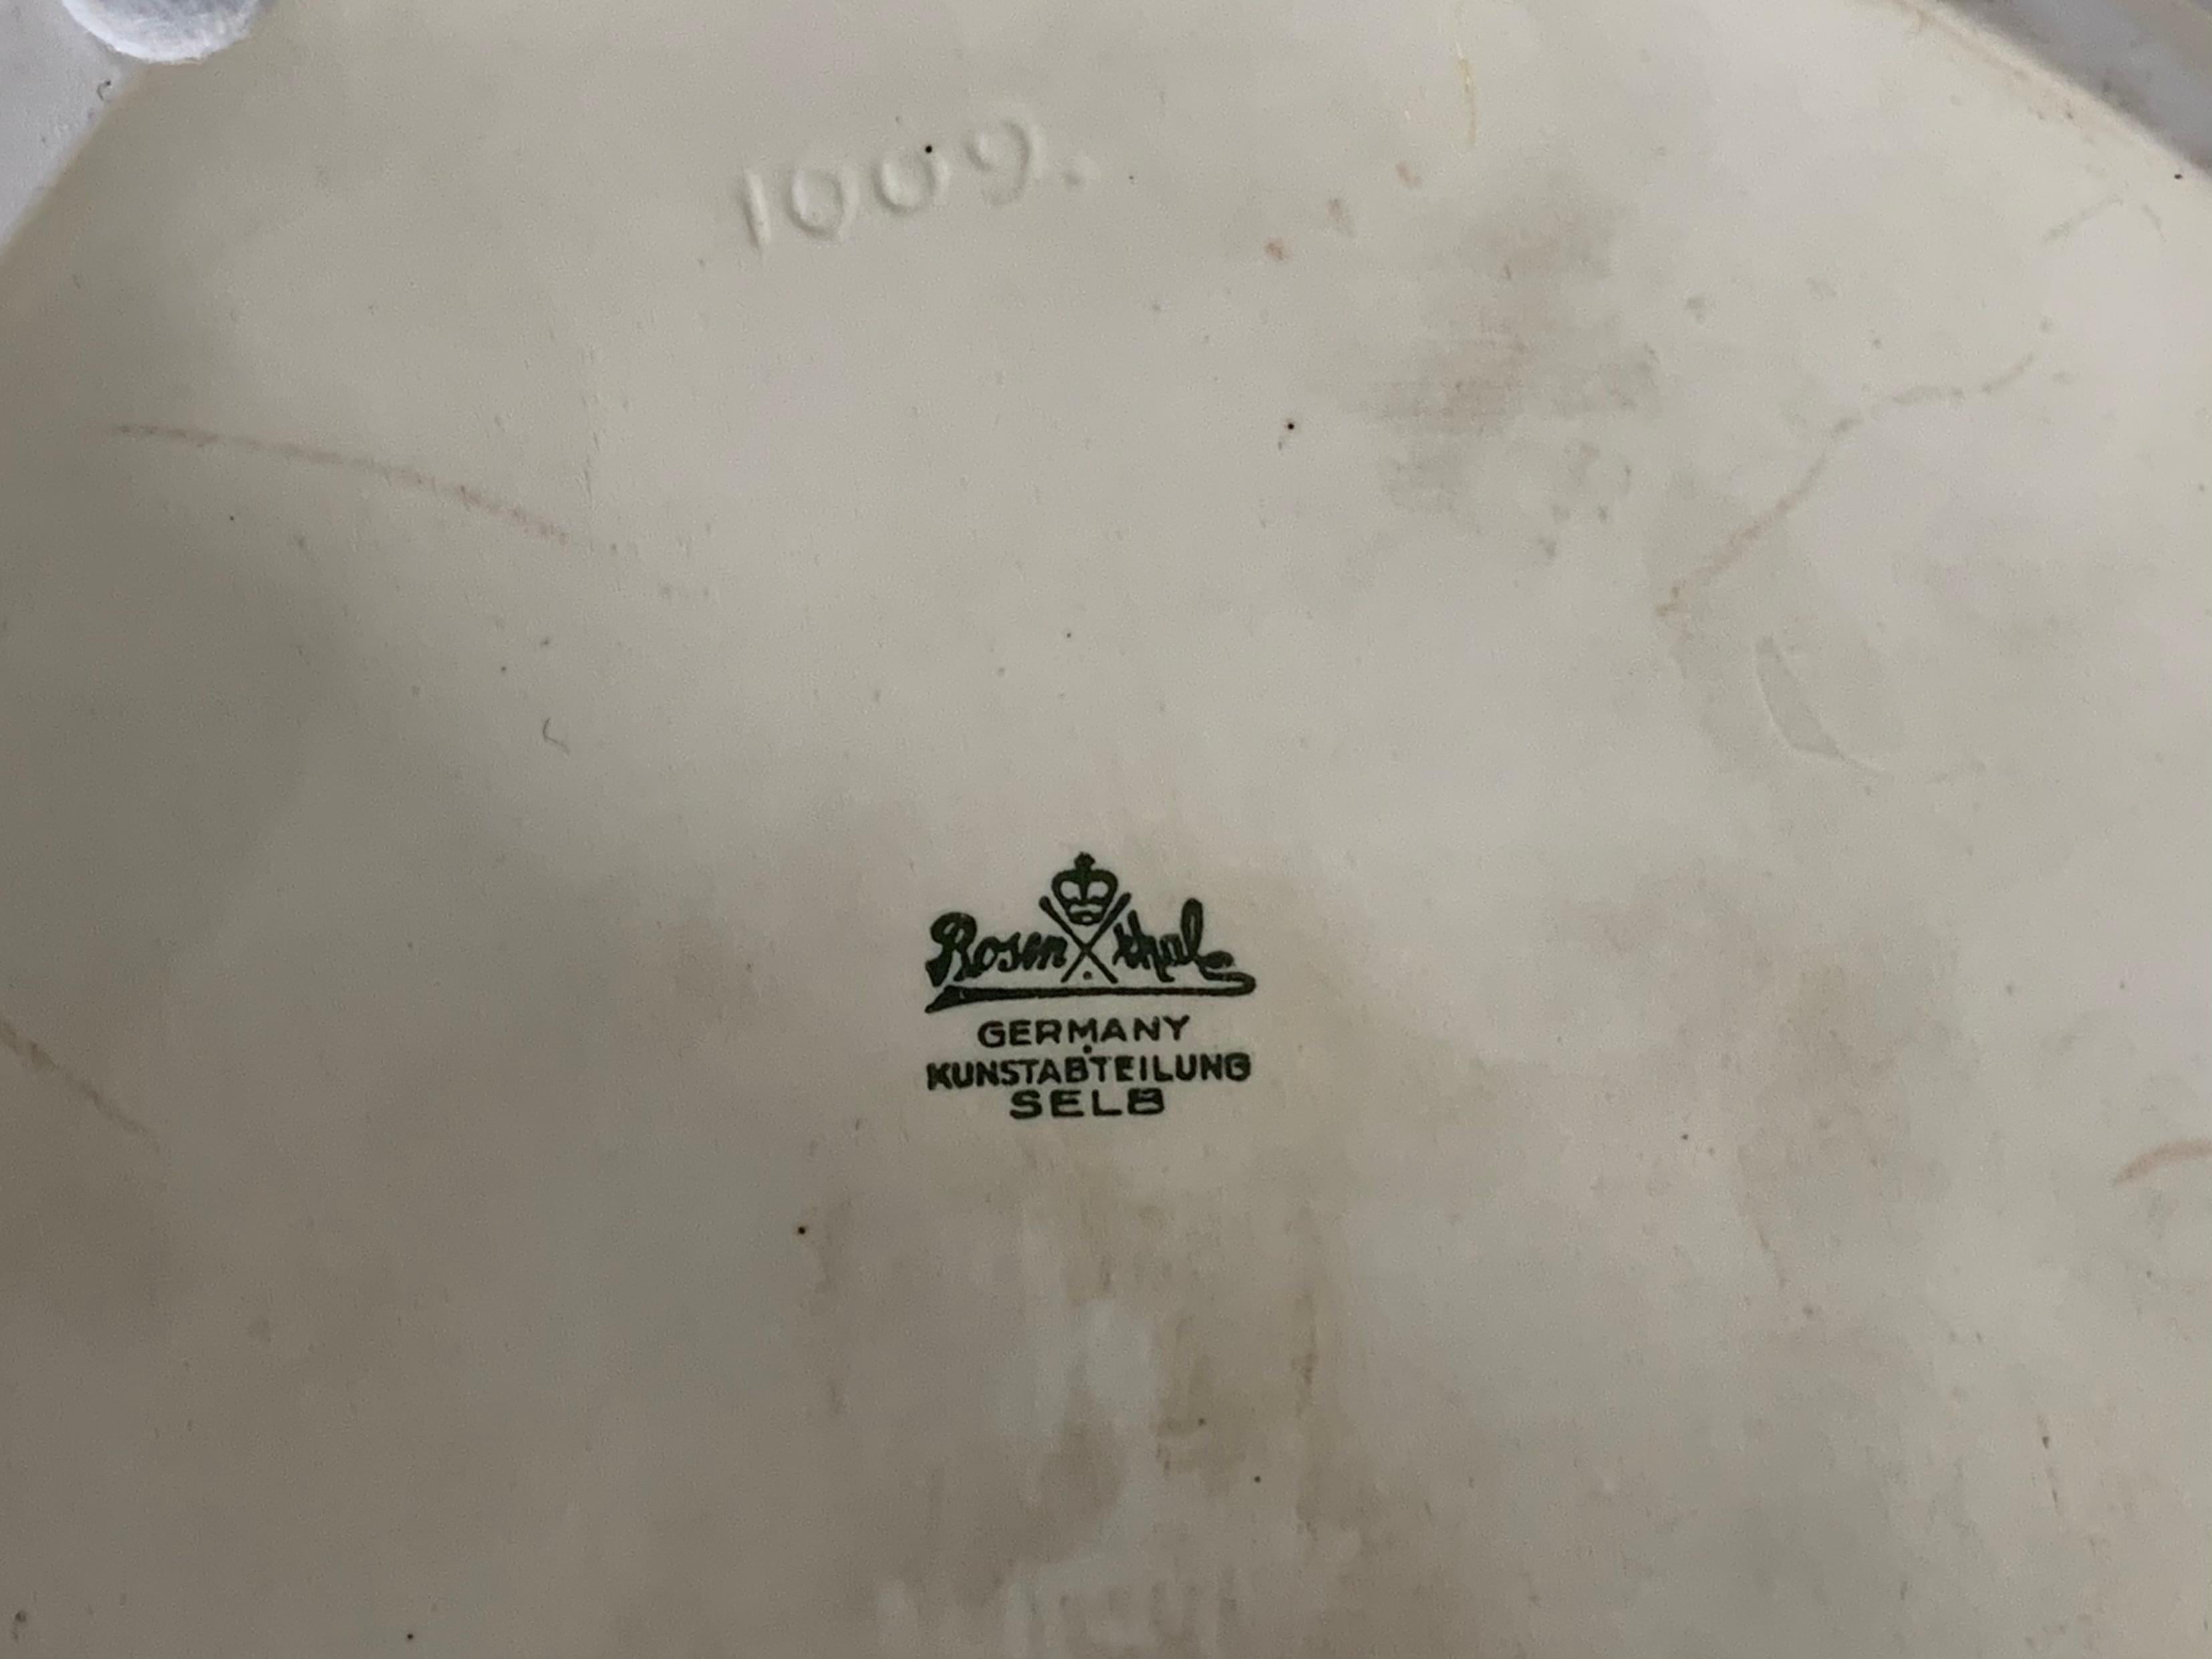 1009.
Rosenthal
GERMANY
KUNSTABTEILUNG
SELB